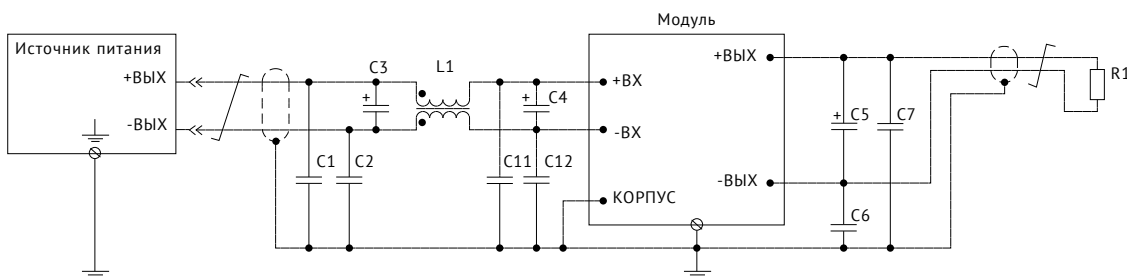 Модуль
Источник питания
+ВЫХ
-ВЫХ
C3
+
L1
+
C4
C1
C2
C11
C12
+ВХ
-ВХ
КОРПУС
+ВЫХ
-ВЫХ
+
C5
C7
C6
R1